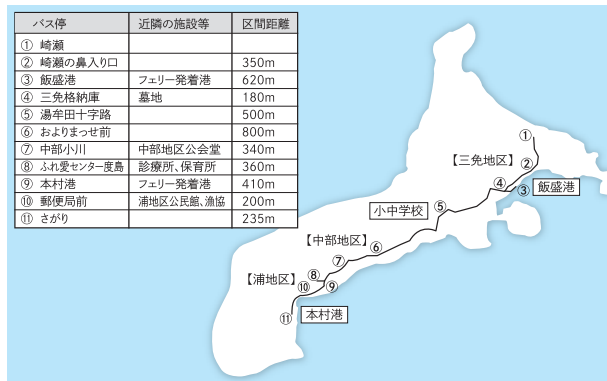 バス停 近隣の施設等 区間距離
① 崎瀬
② 崎瀬の鼻入り口 350m
③ 飯盛港 フェリー発着港 620m
④ 三免格納庫 墓地 180m
⑤ 湯牟田十字路 500m
⑥ およりまっせ前 800m
⑦ 中部小川 中部地区公会堂 340m
⑧ ふれ愛センター度島 診療所、保育所 360m
⑨ 本村港 フェリー発着港 410m
⑩ 郵便局前 浦地区公民館、漁協 200m
⑪ さがり 235m
①
【三免地区】 ②
④ ③ 飯盛港
小中学校 ⑤
【中部地区】 ⑥
⑦
【浦地区】 ⑧
⑩ ⑨
⑪ 本村港